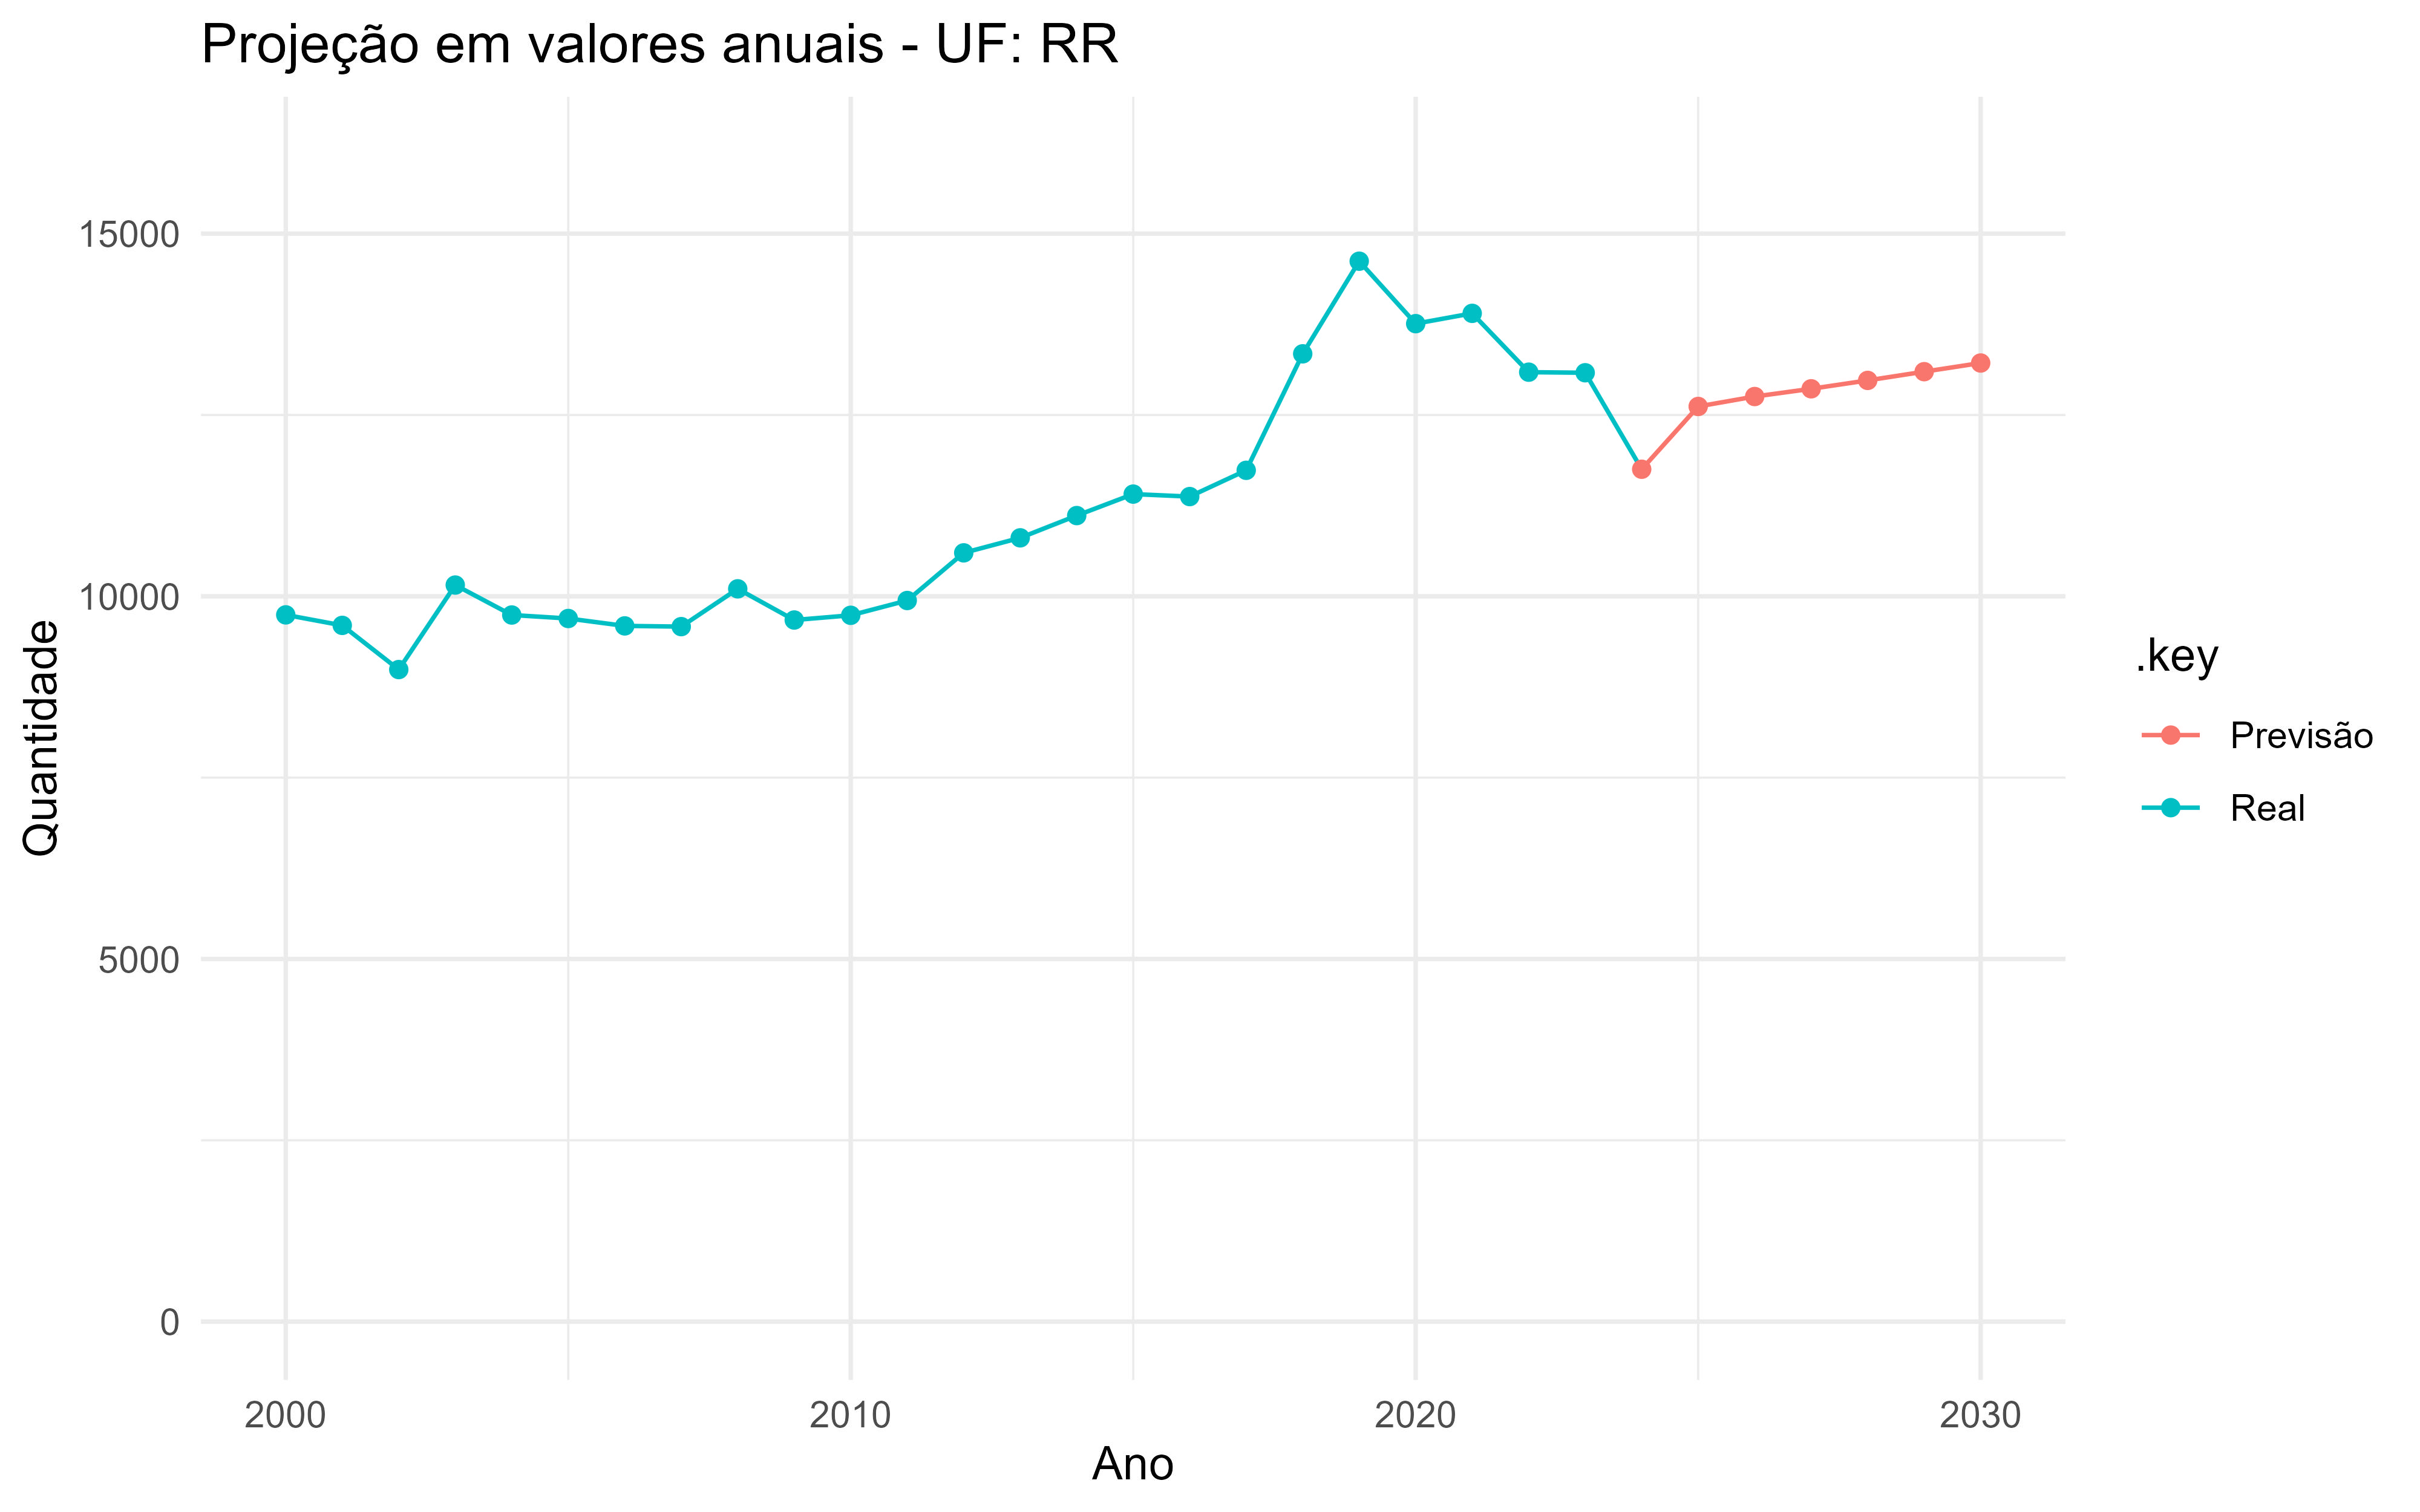 Projeção em valores anuais - UF: RR
15000
10000
5000
0
Quantidade
2000
2010
2020
2030
Ano
.key
Previsão
Real